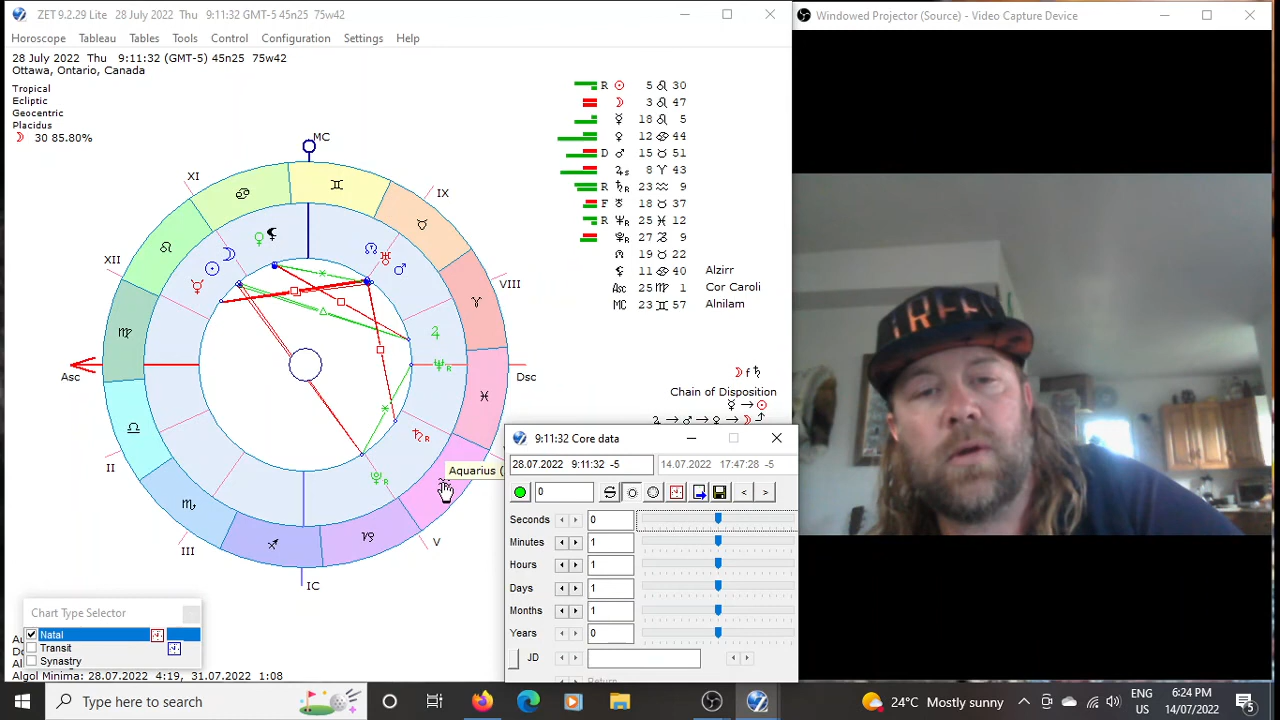 ZET 9.2.29 Lite   28 July 2022   Thu   9:11:32 GMT-5 45n25   75w42
Horoscope Tableau Tables Tools Control Configuration Settings Help
28 July 2022  Thu  9:11:32 (GMT-5)  45n25   75w42
Ottawa, Ontario, Canada
Tropical
Ecliptic
Geocentric
Placidus
☽ 30 85.80%
R ☉ 5 ♌ 30
☽ 3 ♌ 47
☿ 18 ♌ 5
♀ 12 ♋ 44
D ♂ 15 ♉ 51
♃s 8 ♈ 43
R ♄R 23 ♒ 9
F ♅ 18 ♉ 37
R ♆R 25 ♓ 12
♇R 27 ♑ 9
☊ 19 ♉ 22
⚸ 11 ♋ 40 Alzirr
Asc 25 ♍ 1 Cor Caroli
MC 23 ♊ 57 Alnilam
MC
XI
IX
XII
VIII
Asc
Dsc
II
III
V
IC
Aquarius (
☽ f ♄
Chain of Disposition
☿→☉
♃→♂→♀→☽
9:11:32 Core data
28.07.2022  9:11:32 -5
14.07.2022  17:47:28 -5
0
Seconds 0
Minutes 1
Hours 1
Days 1
Months 1
Years 0
JD
Return
Chart Type Selector
Natal
Transit
Synastry
Algol Minima: 28.07.2022 4:19, 31.07.2022 1:08
Windowed Projector (Source) - Video Capture Device
Type here to search
24°C Mostly sunny
ENG
US
6:24 PM
14/07/2022
5